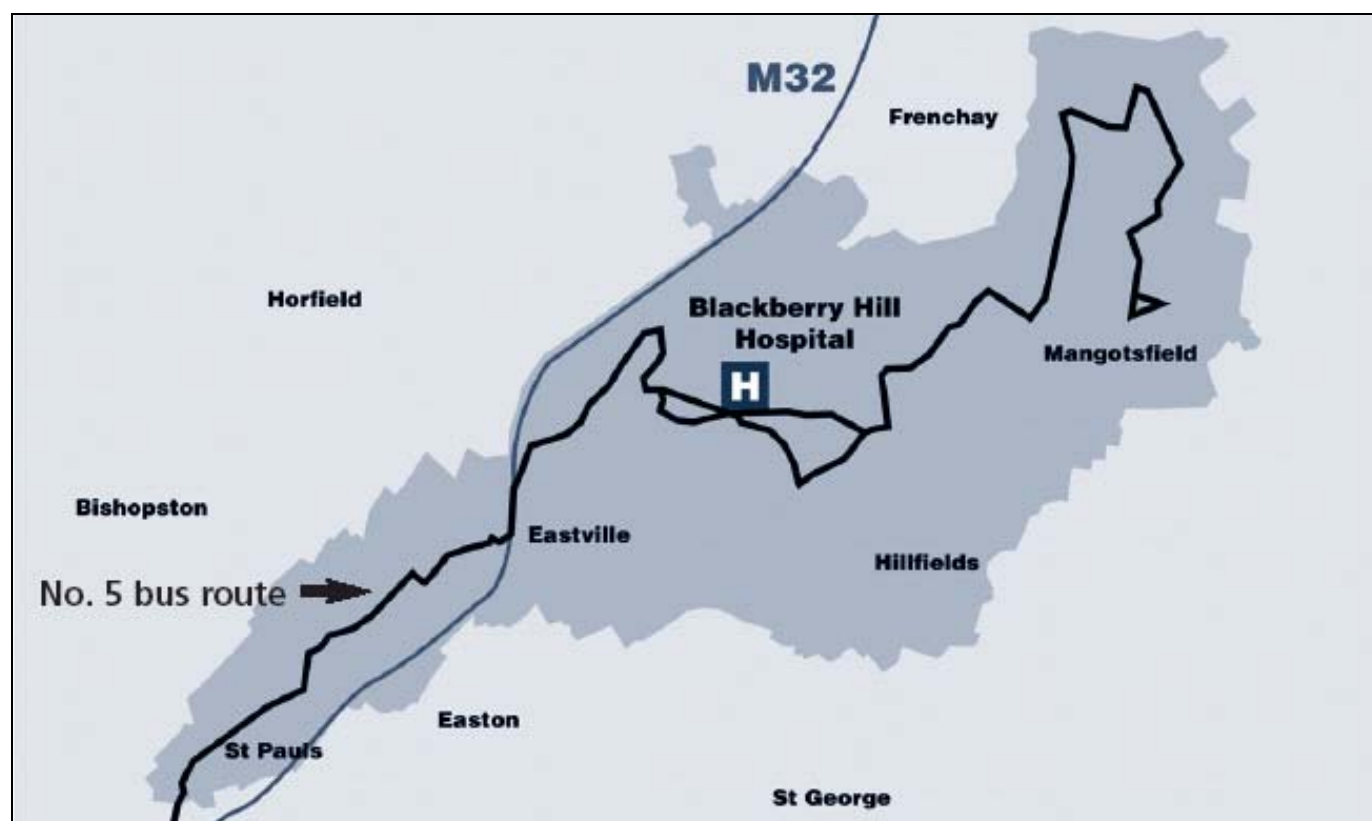 M32
Frenchay
Horfield
Blackberry Hill
Hospital
H
Mangotsfield
Bishopston
Eastville
Hillfields
No. 5 bus route
Easton
St Pauls
St George